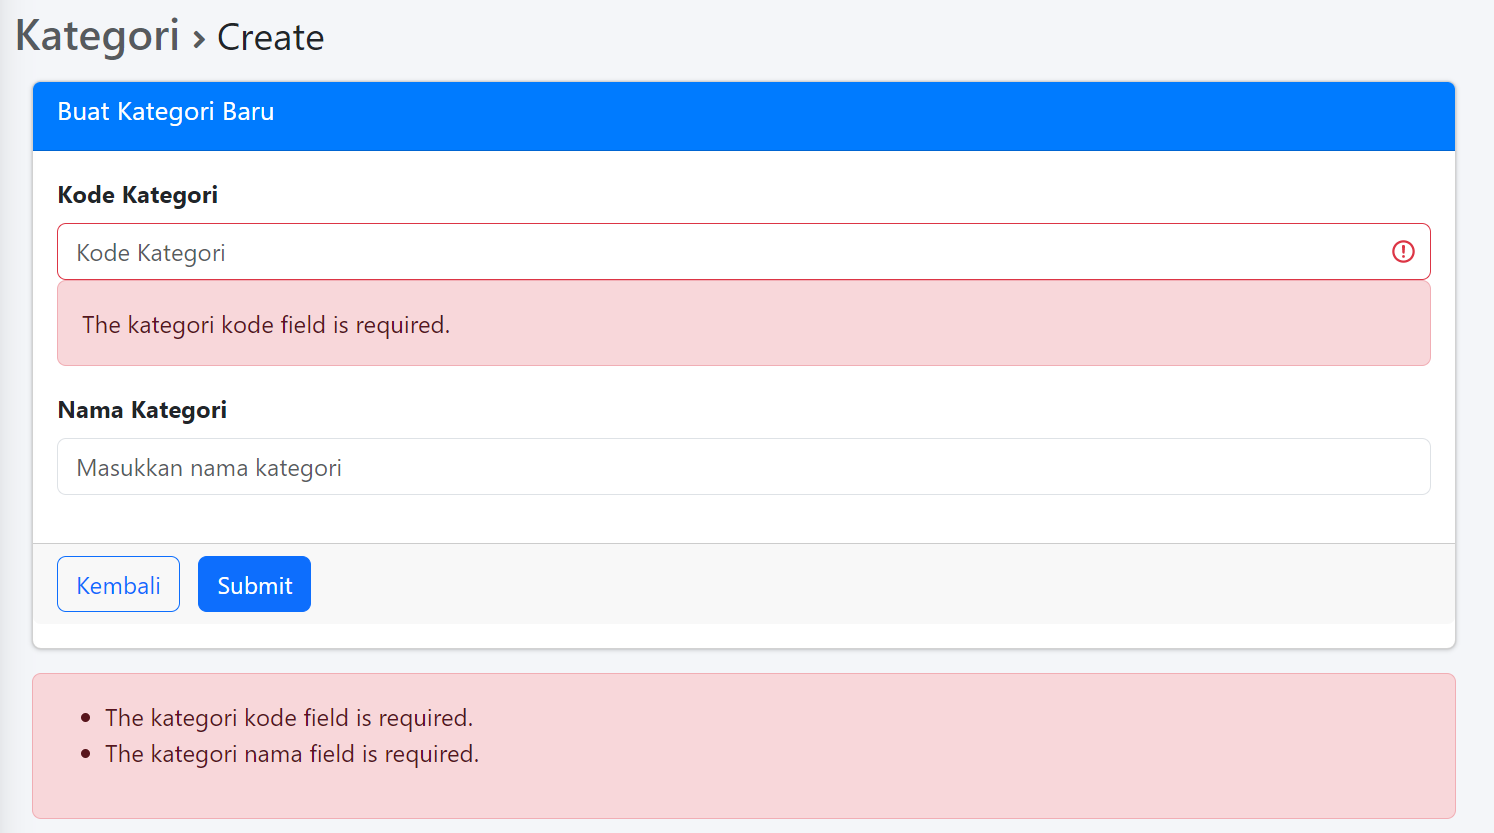 Kategori › Create
Buat Kategori Baru
Kode Kategori
Kode Kategori
The kategori kode field is required.
Nama Kategori
Masukkan nama kategori
Kembali Submit
• The kategori kode field is required.
• The kategori nama field is required.